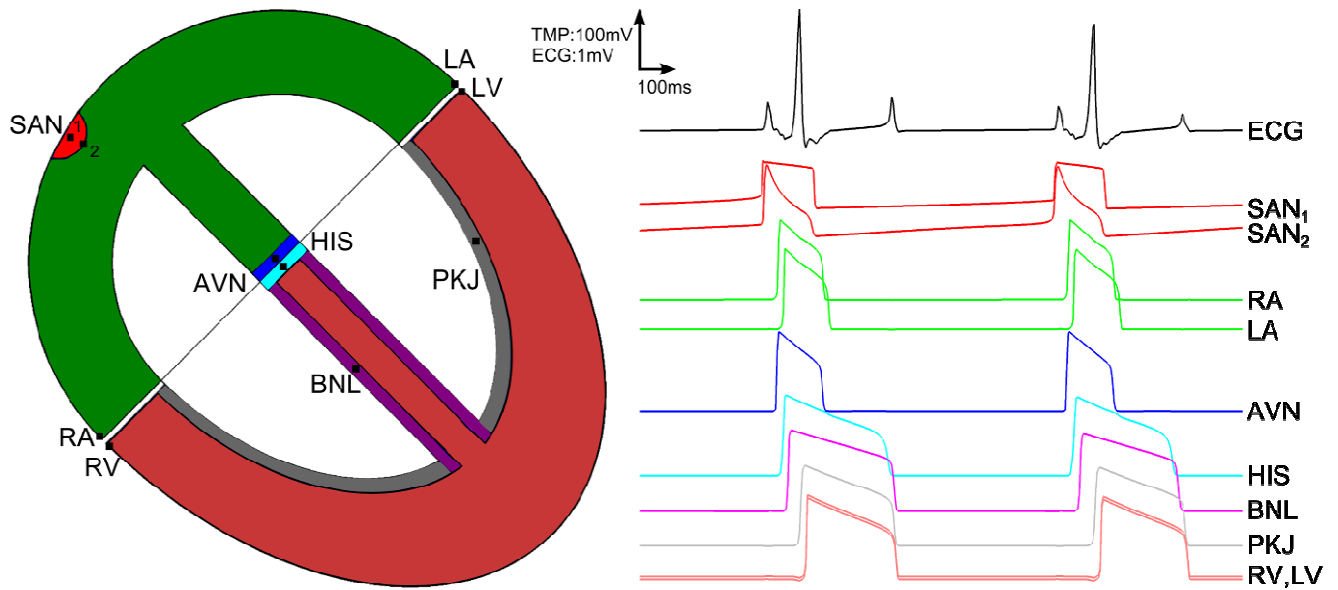 LA
LV
SAN 1
2
HIS
AVN
PKJ
BNL
RA
RV
TMP:100mV
ECG:1mV
100ms
ECG
SAN1
SAN2
RA
LA
AVN
HIS
BNL
PKJ
RV,LV